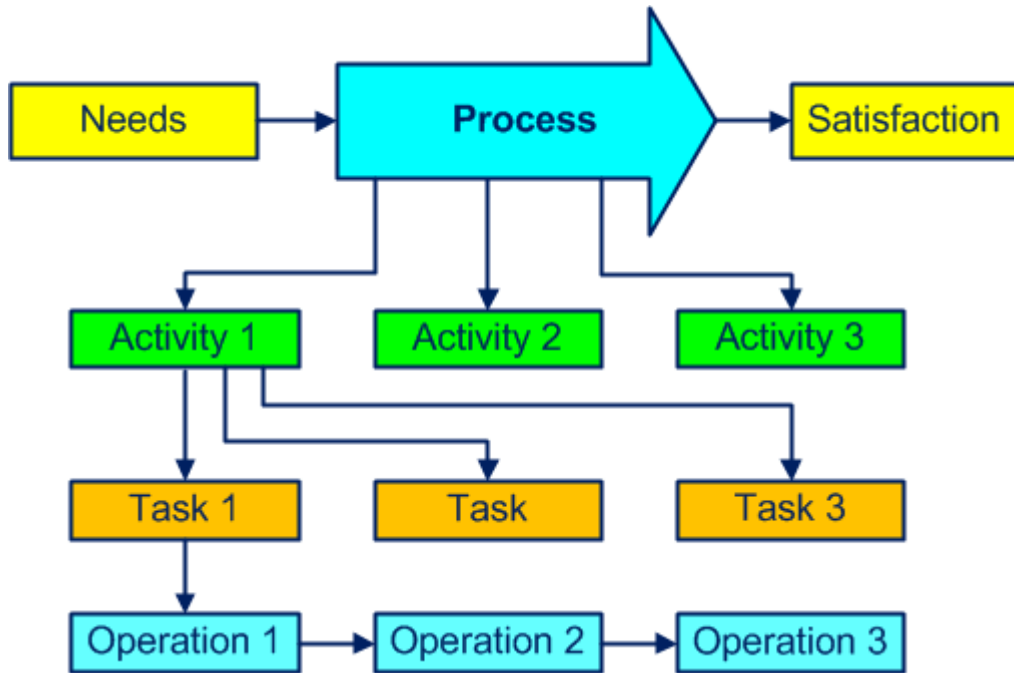 Needs
Process
Satisfaction
Activity 1
Activity 2
Activity 3
Task 1
Task
Task 3
Operation 1
Operation 2
Operation 3